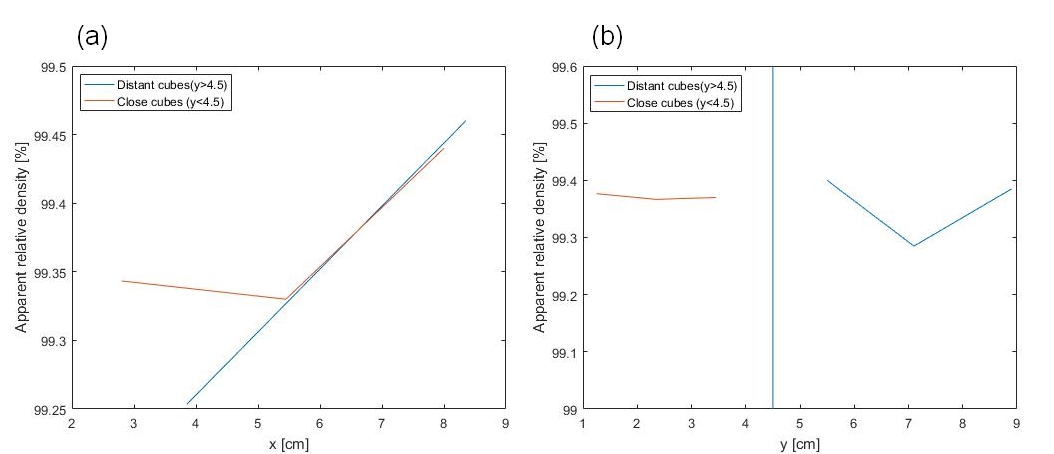 (a)
99.5
99.45
99.4
99.35
99.3
99.25
Apparent relative density [%]
Distant cubes(y>4.5)
Close cubes (y<4.5)
2 3 4 5 6 7 8 9
x [cm]
(b)
99.6
99.5
99.4
99.3
99.2
99.1
99
Apparent relative density [%]
Distant cubes(y>4.5)
Close cubes (y<4.5)
1 2 3 4 5 6 7 8 9
y [cm]